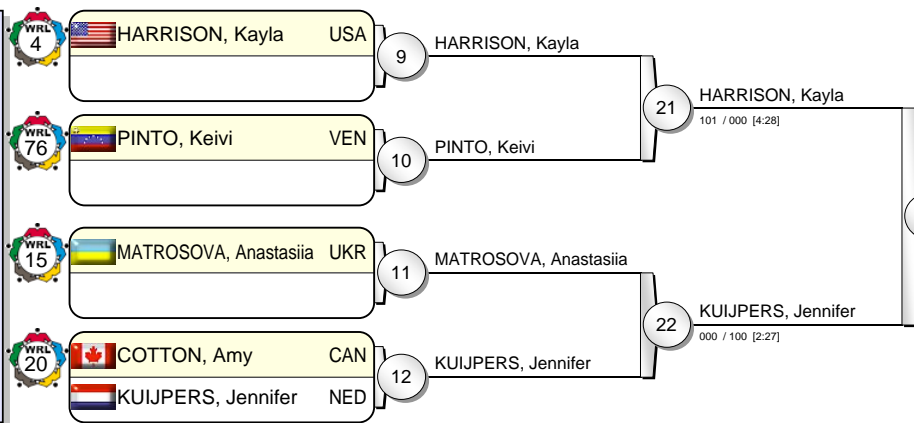 WRL
4
HARRISON, Kayla USA
9
HARRISON, Kayla
21
HARRISON, Kayla
101 / 000 [4:28]
WRL
76
PINTO, Keivi VEN
10
PINTO, Keivi
WRL
15
MATROSOVA, Anastasiia UKR
11
MATROSOVA, Anastasiia
22
KUIJPERS, Jennifer
000 / 100 [2:27]
WRL
20
COTTON, Amy CAN
12
KUIJPERS, Jennifer
KUIJPERS, Jennifer NED